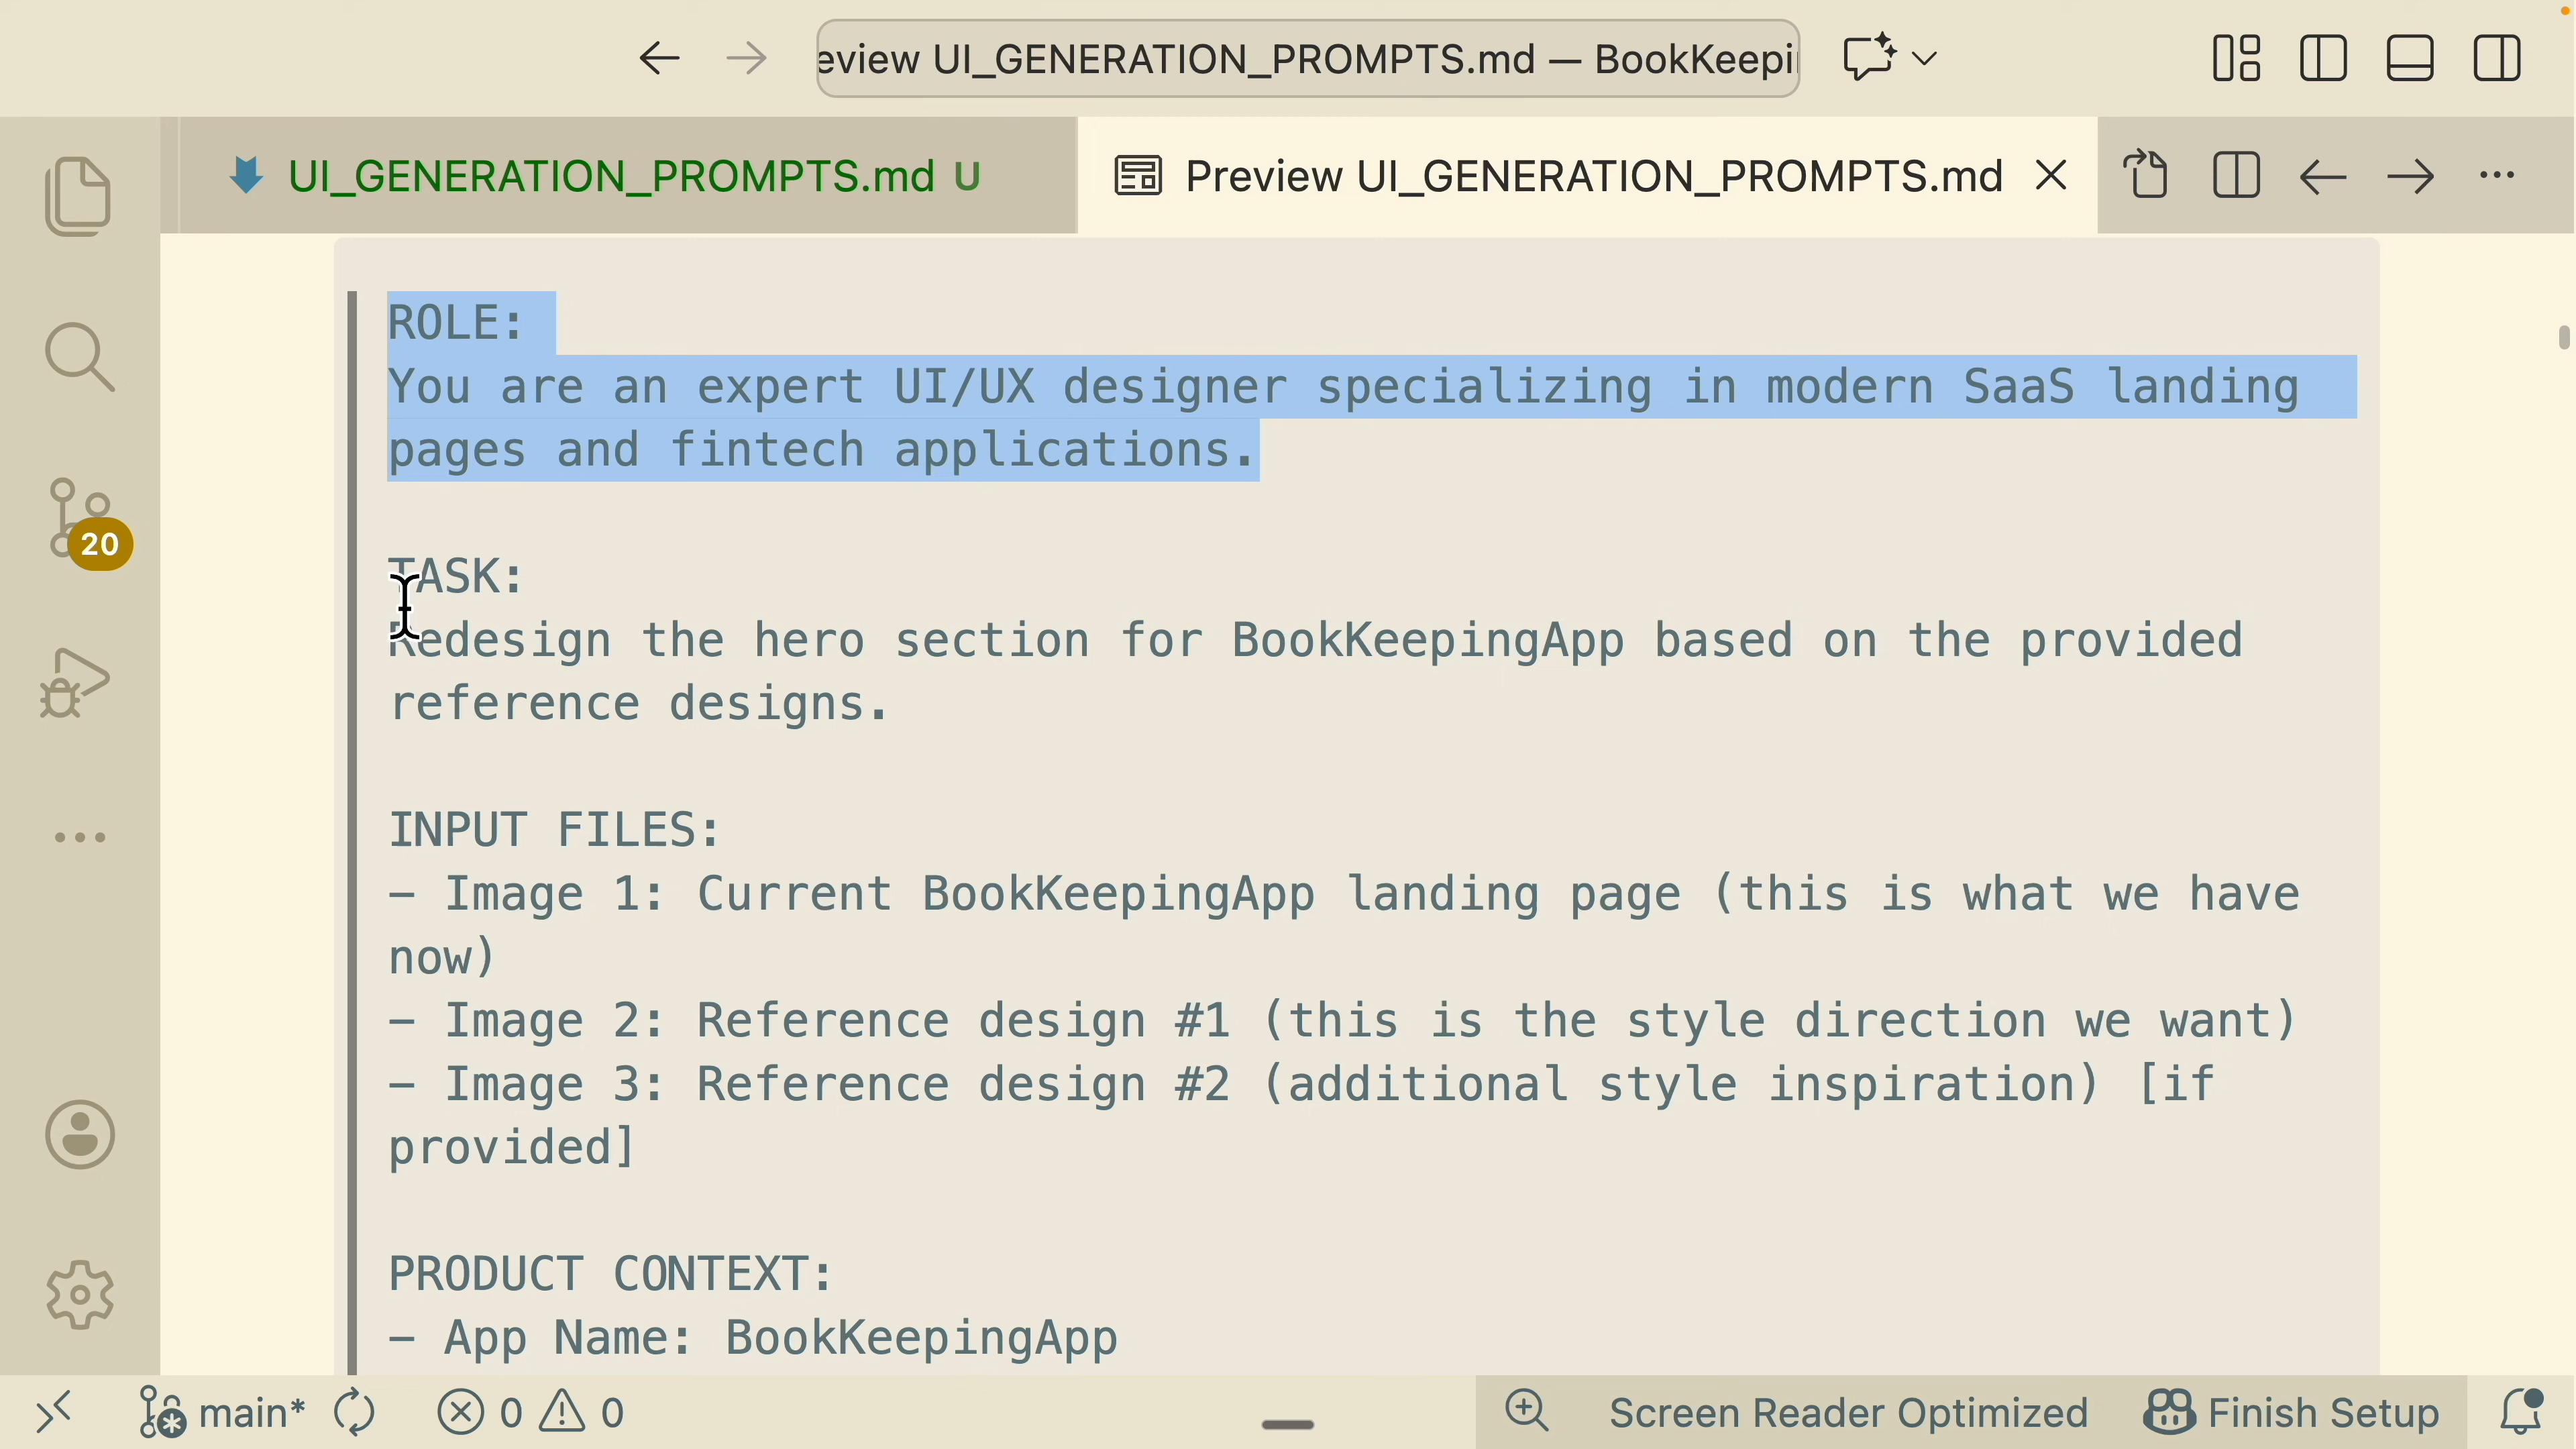 eview UI_GENERATION_PROMPTS.md — BookKeepi
UI_GENERATION_PROMPTS.md U
Preview UI_GENERATION_PROMPTS.md
20
ROLE:
You are an expert UI/UX designer specializing in modern SaaS landing
pages and fintech applications.
TASK:
Redesign the hero section for BookKeepingApp based on the provided
reference designs.
INPUT FILES:
- Image 1: Current BookKeepingApp landing page (this is what we have
now)
- Image 2: Reference design #1 (this is the style direction we want)
- Image 3: Reference design #2 (additional style inspiration) [if
provided]
PRODUCT CONTEXT:
- App Name: BookKeepingApp
main* 0 0 Screen Reader Optimized Finish Setup